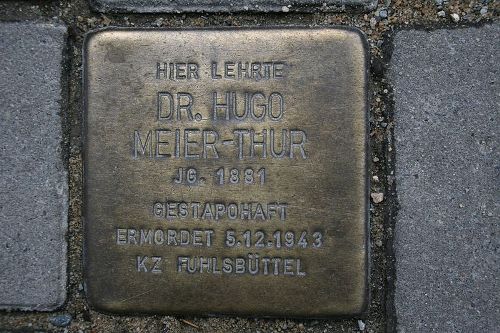 HIER LEHRTE
DR. HUGO
MEIER-THUR
JG. 1881
GESTAPOHAFT
ERMORDET 5.12.1943
KZ FUHLSBÜTTEL